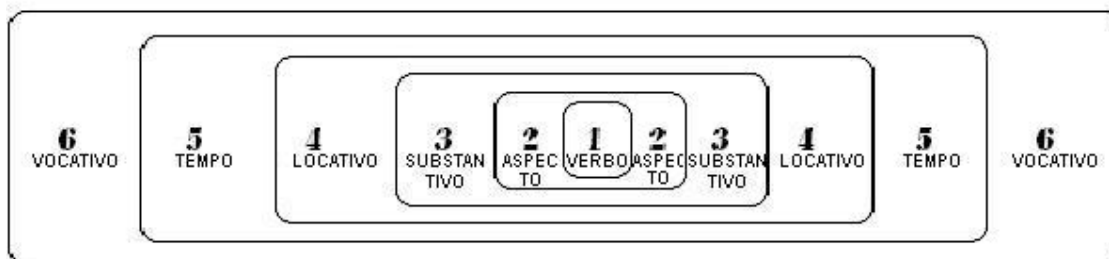 6 5 4 3 2 1 2 3 4 5 6
VOCATIVO TEMPO LOCATIVO SUBSTAN ASPEC VERBO ASPEC SUBSTAN LOCATIVO TEMPO VOCATIVO
TIVO TO TO TIVO